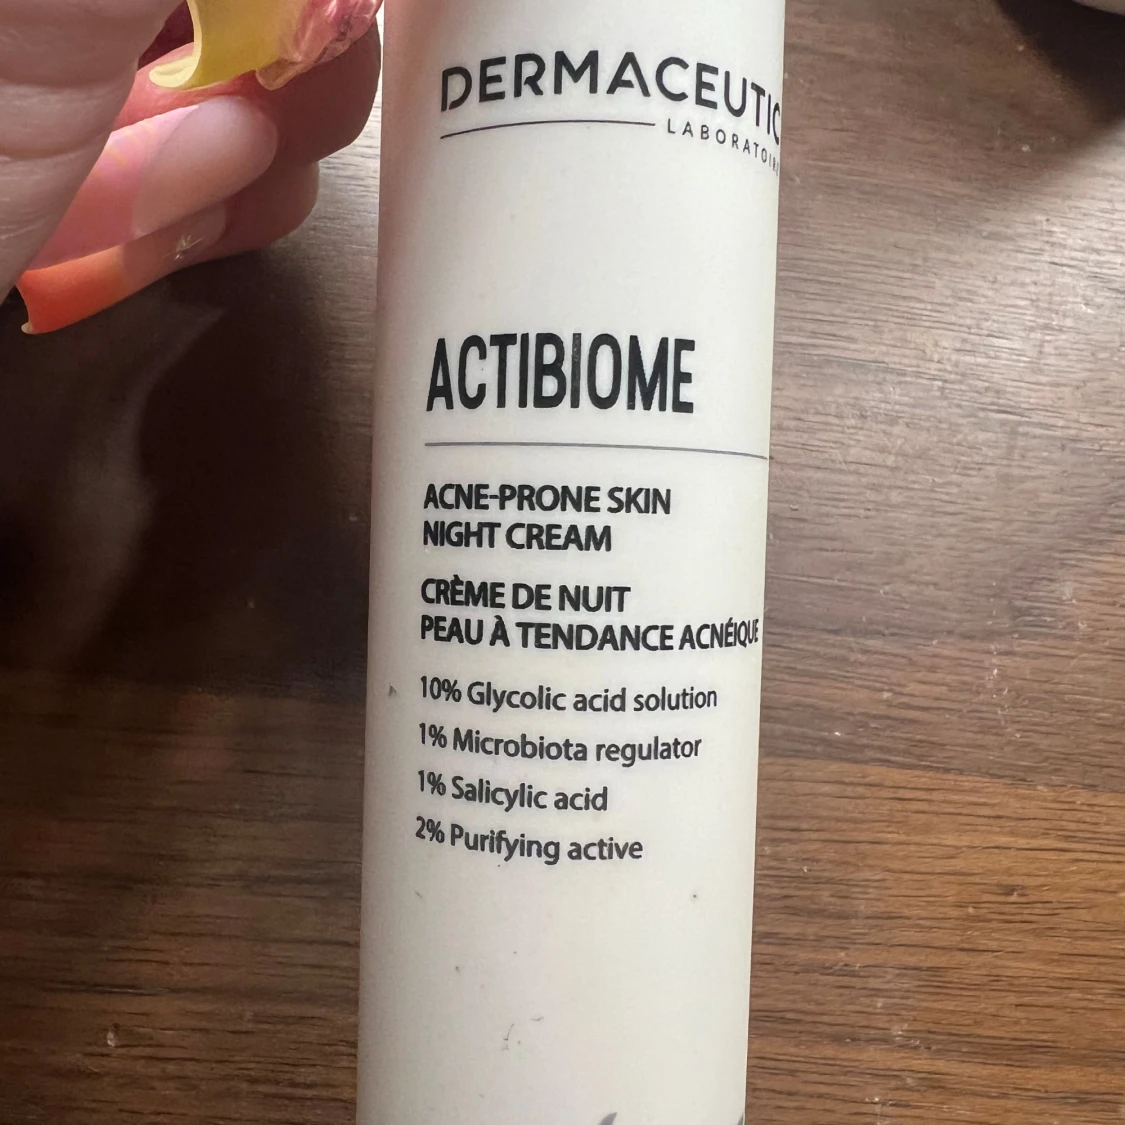 DERMACEUTIC
LABORATOIRE
ACTIBIOME
ACNE-PRONE SKIN
NIGHT CREAM
CRÈME DE NUIT
PEAU À TENDANCE ACNÉIQUE
10% Glycolic acid solution
1% Microbiota regulator
1% Salicylic acid
2% Purifying active